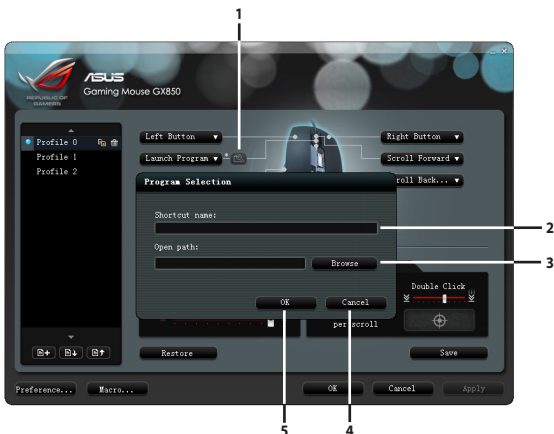 1
ASUS
Gaming Mouse GX850
REPUBLIC OF
GAMERS
Left Button
Right Button
Profile 0
Launch Program
Scroll Forward
Profile 1
Profile 2
roll Back...
Program Selection
Shortcut name:
2
Open path:
Browse
3
Double Click
OK
Cancel
per scroll
Restore
Save
Preference...
Macro...
OK
Cancel
Apply
5
4